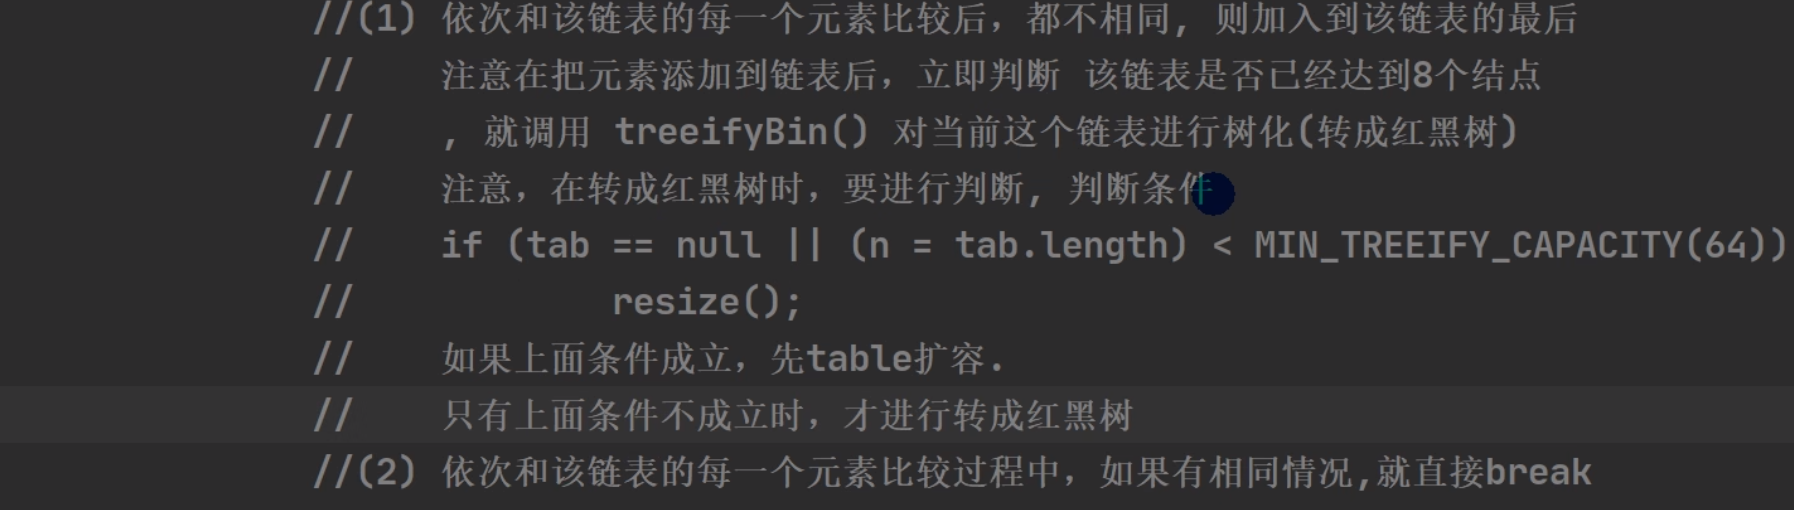 //(1) 依次和该链表的每一个元素比较后，都不相同, 则加入到该链表的最后
// 注意在把元素添加到链表后，立即判断 该链表是否已经达到8个结点
// , 就调用 treeifyBin() 对当前这个链表进行树化(转成红黑树)
// 注意，在转成红黑树时，要进行判断, 判断条件
// if (tab == null || (n = tab.length) < MIN_TREEIFY_CAPACITY(64))
// resize();
// 如果上面条件成立，先table扩容.
// 只有上面条件不成立时，才进行转成红黑树
//(2) 依次和该链表的每一个元素比较过程中，如果有相同情况,就直接break